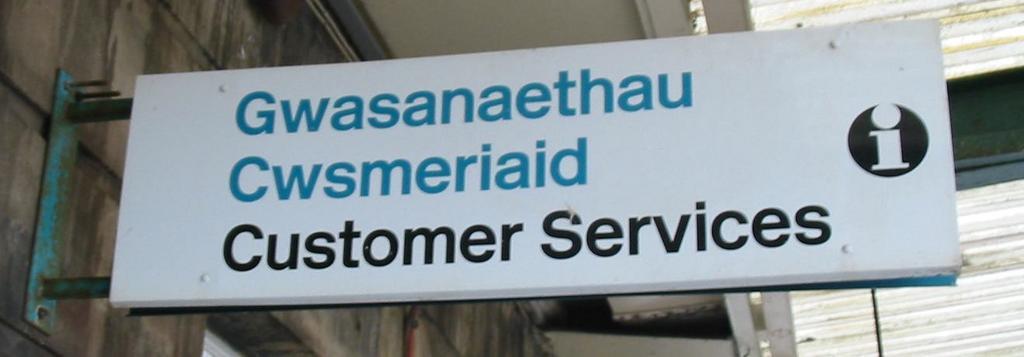 Gwasanaethau
Cwsmeriaid
Customer Services
i